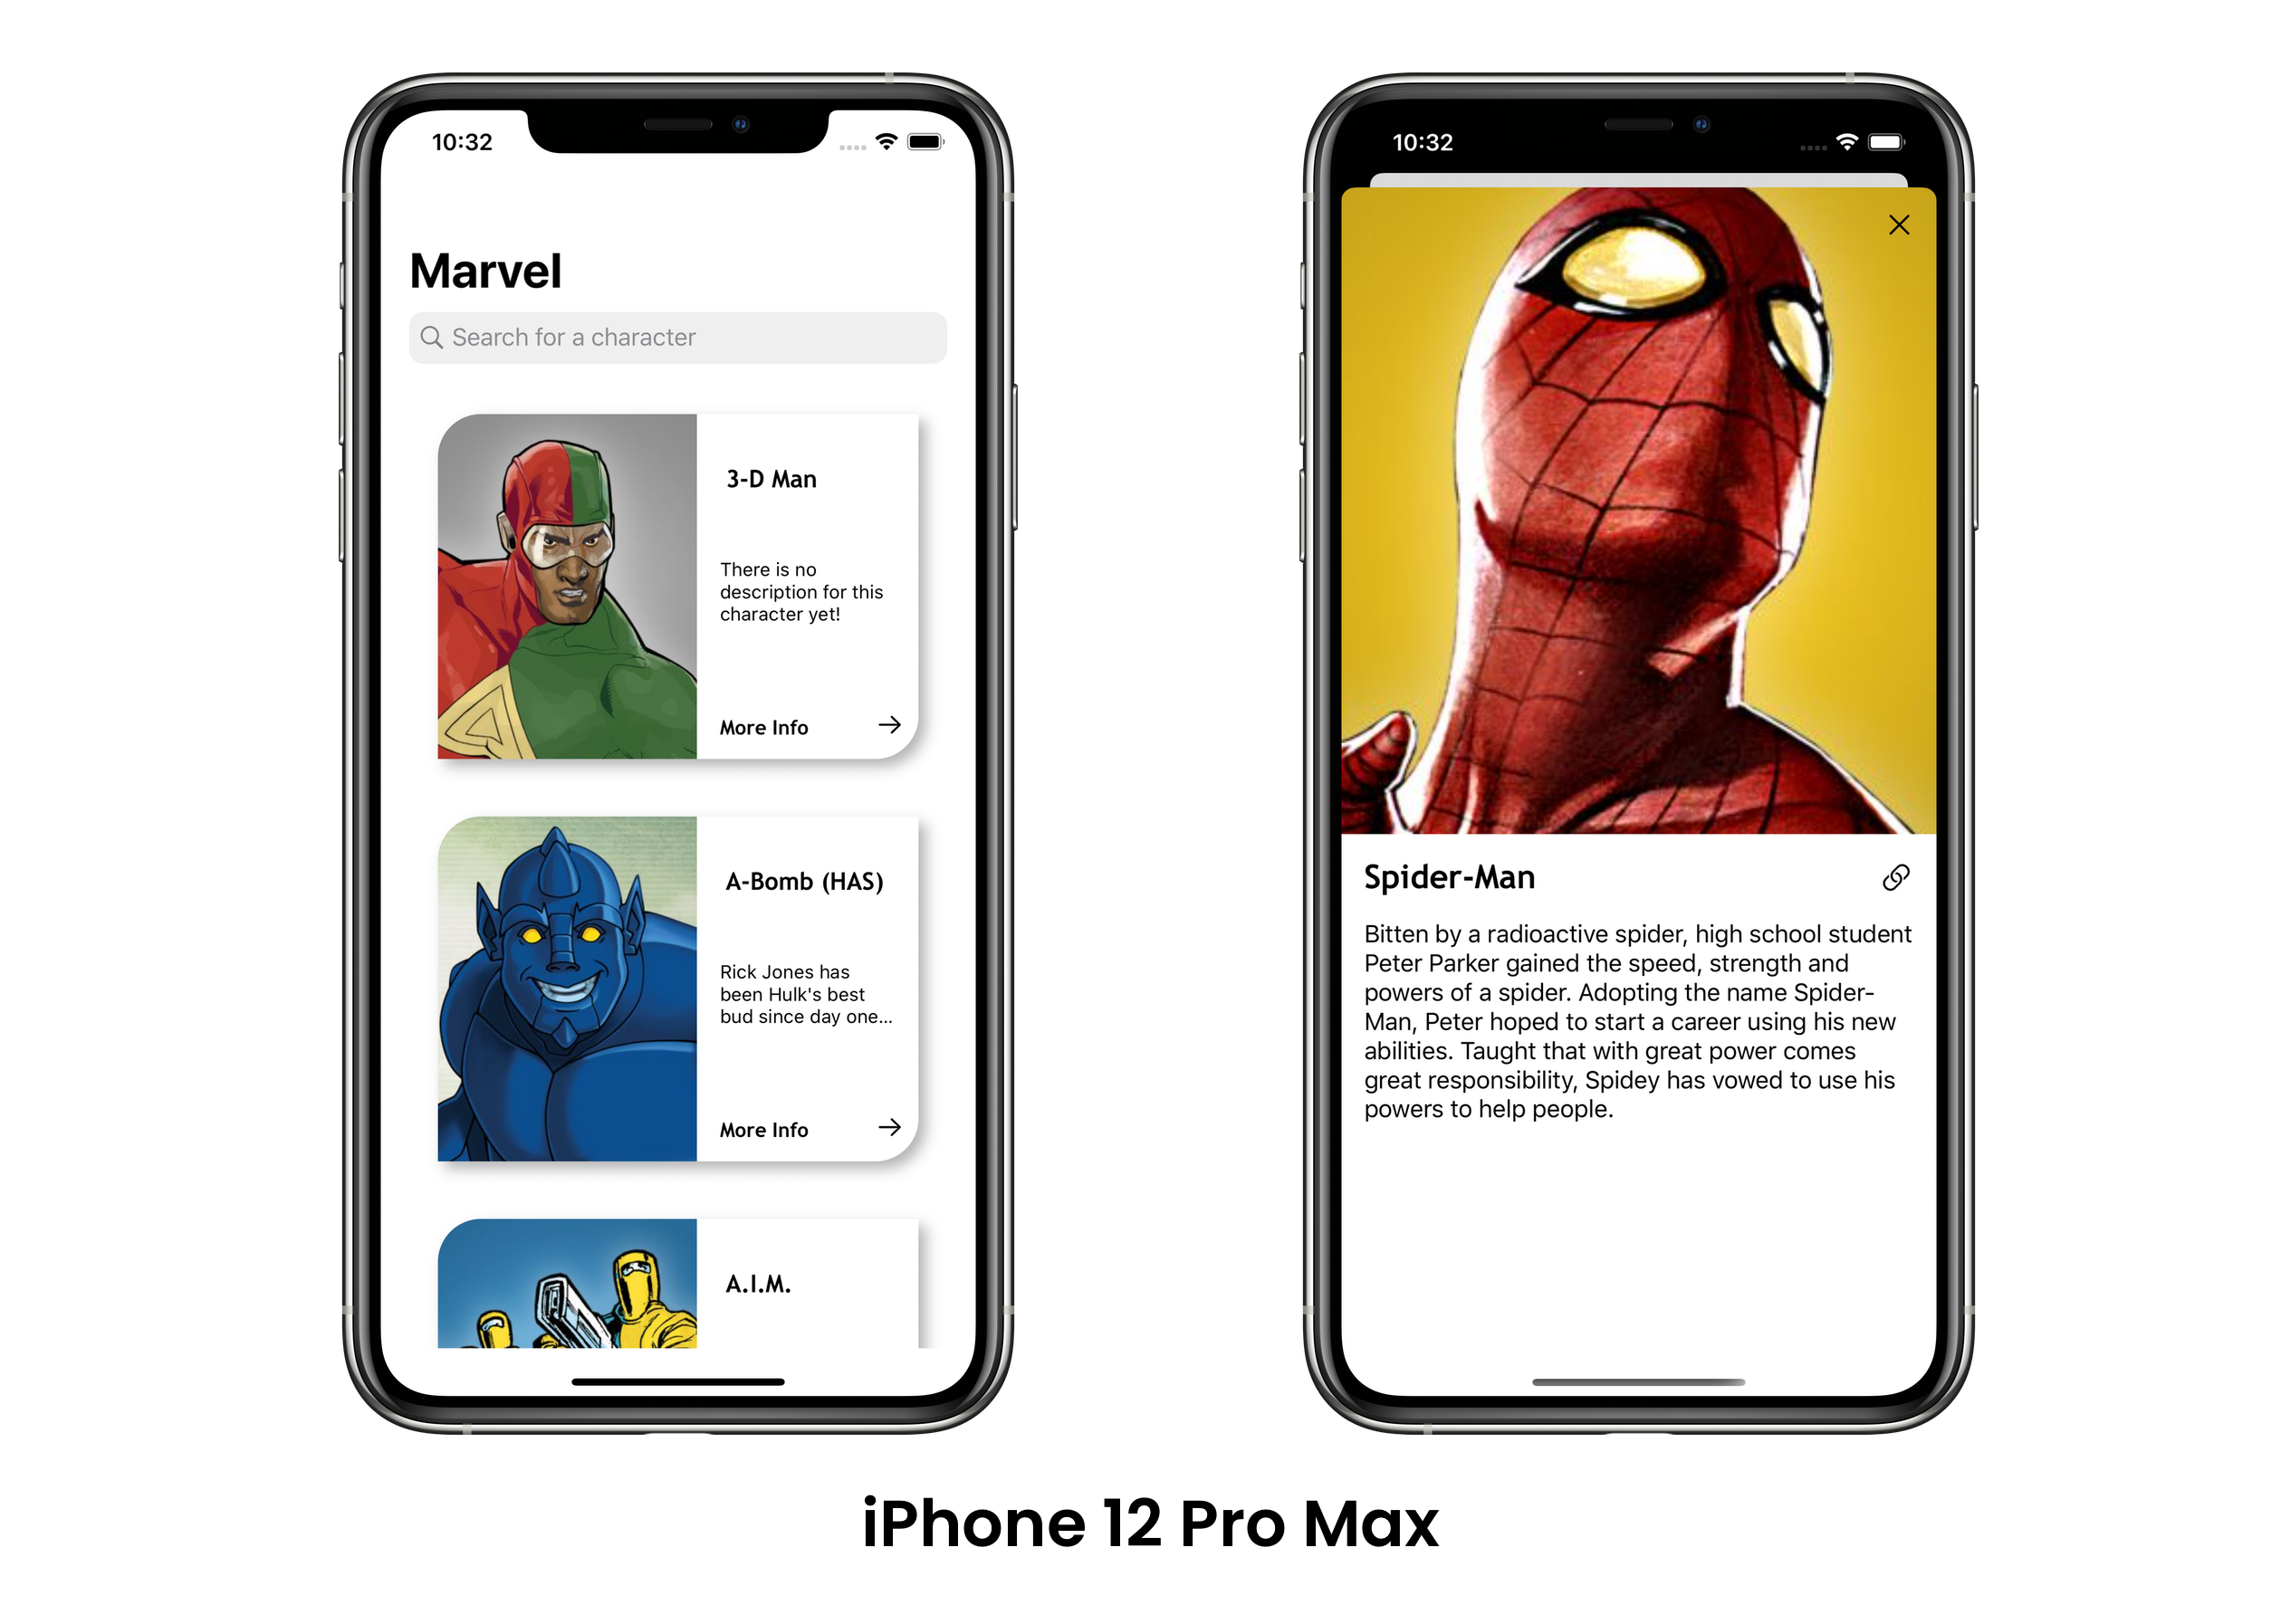 10:32
Marvel
Search for a character
3-D Man
There is no
description for this
character yet!
More Info
A-Bomb (HAS)
Rick Jones has
been Hulk's best
bud since day one...
More Info
A.I.M.
10:32
Spider-Man
Bitten by a radioactive spider, high school student
Peter Parker gained the speed, strength and
powers of a spider. Adopting the name Spider-
Man, Peter hoped to start a career using his new
abilities. Taught that with great power comes
great responsibility, Spidey has vowed to use his
powers to help people.
iPhone 12 Pro Max